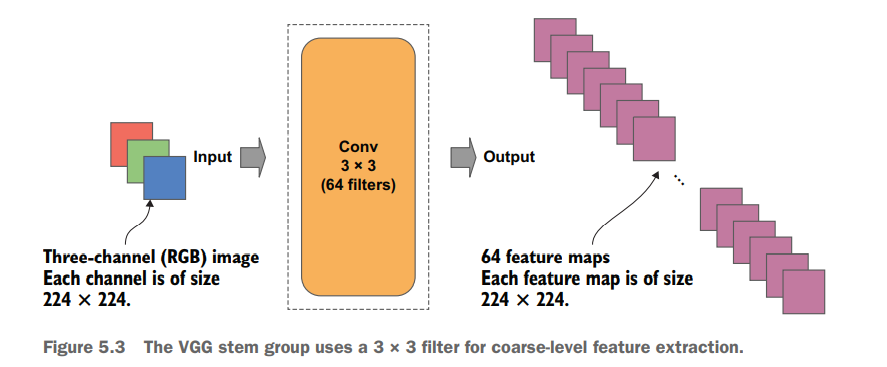 Input
Conv
3 × 3
(64 filters)
Output
Three-channel (RGB) image
Each channel is of size
224 × 224.
64 feature maps
Each feature map is of size
224 × 224.
Figure 5.3 The VGG stem group uses a 3 × 3 filter for coarse-level feature extraction.